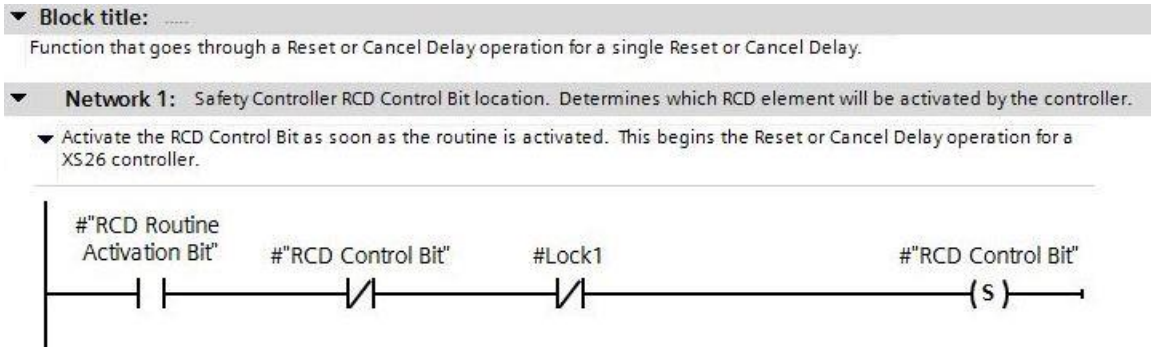 Block title: .....
Function that goes through a Reset or Cancel Delay operation for a single Reset or Cancel Delay.
Network 1: Safety Controller RCD Control Bit location. Determines which RCD element will be activated by the controller.
Activate the RCD Control Bit as soon as the routine is activated. This begins the Reset or Cancel Delay operation for a
XS26 controller.
#"RCD Routine
Activation Bit"
#"RCD Control Bit"
#Lock1
#"RCD Control Bit"
S